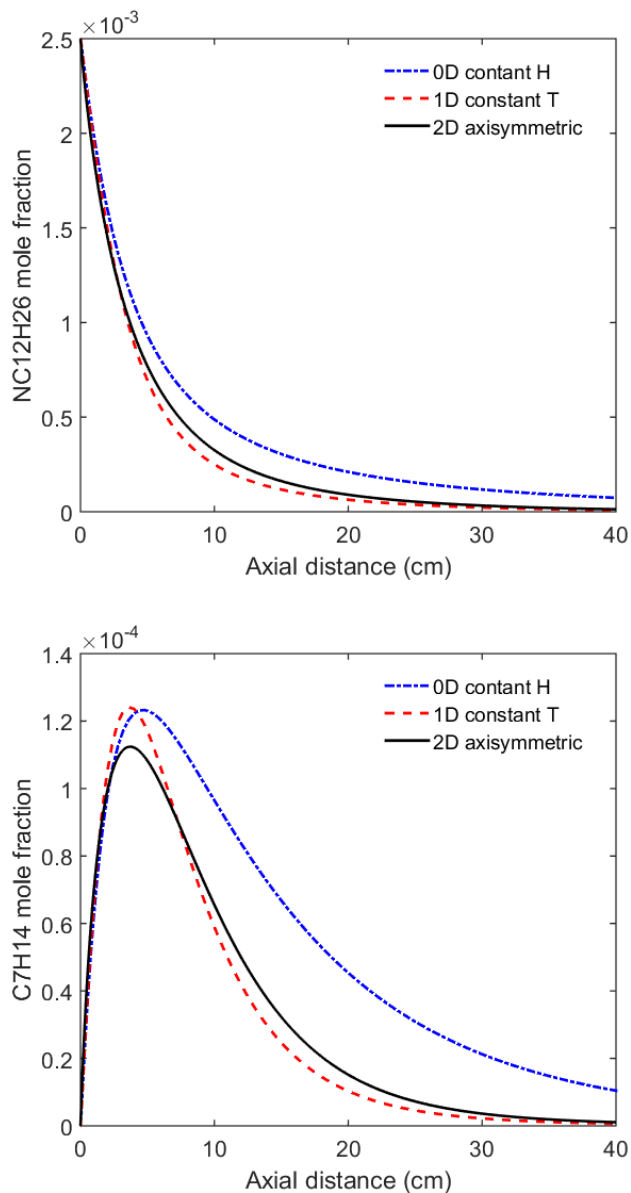 ×10-3
2.5
0D contant H
1D constant T
2D axisymmetric
2
1.5
NC12H26 mole fraction
1
0.5
0
0 10 20 30 40
Axial distance (cm)
×10-4
1.4
0D contant H
1D constant T
2D axisymmetric
1.2
1
0.8
C7H14 mole fraction
0.6
0.4
0.2
0
0 10 20 30 40
Axial distance (cm)